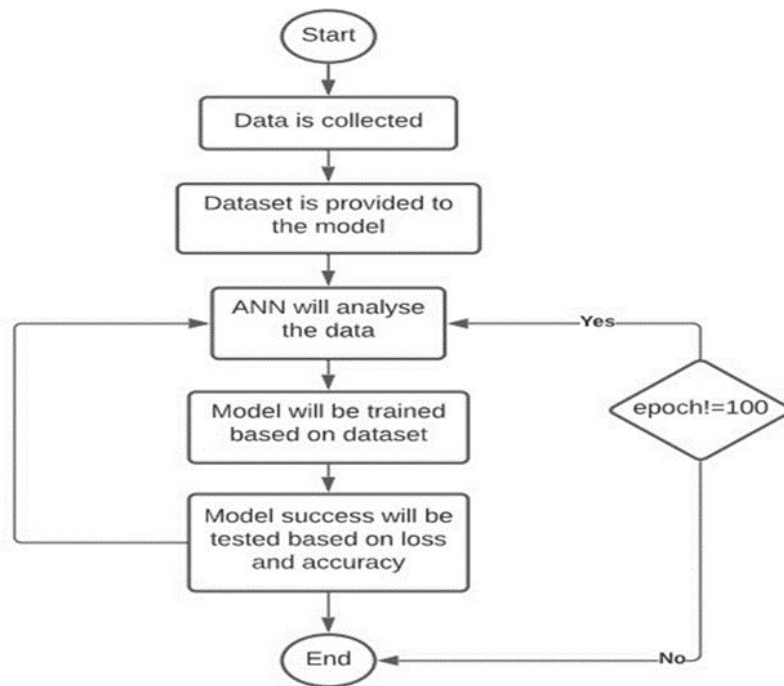 Start
Data is collected
Dataset is provided to
the model
ANN will analyse
the data
Yes
epoch!=100
Model will be trained
based on dataset
Model success will be
tested based on loss
and accuracy
End
No